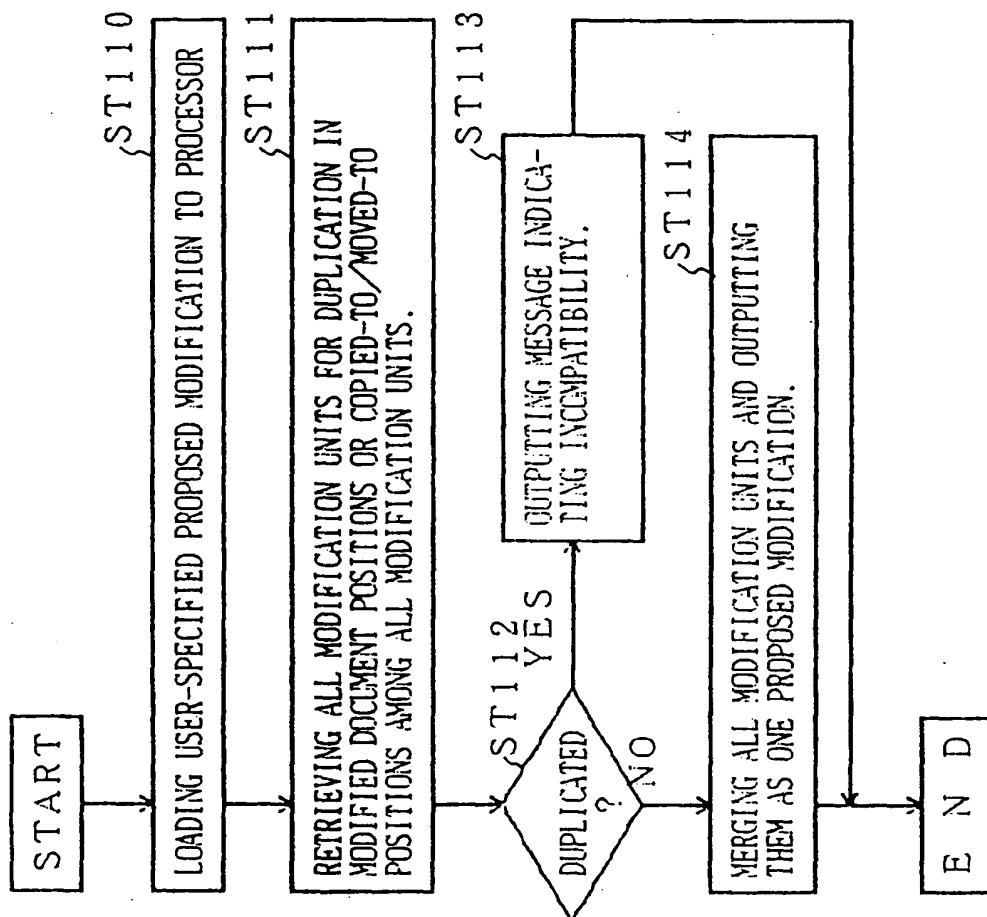 START
ST110
LOADING USER-SPECIFIED PROPOSED MODIFICATION TO PROCESSOR
ST111
RETRIEVING ALL MODIFICATION UNITS FOR DUPLICATION IN
MODIFIED DOCUMENT POSITIONS OR COPIED-TO/MOVED-TO
POSITIONS AMONG ALL MODIFICATION UNITS.
ST112
DUPLICATED
?
YES
NO
ST113
OUTPUTTING MESSAGE INDICA-
TING INCOMPATIBILITY.
ST114
MERGING ALL MODIFICATION UNITS AND OUTPUTTING
THEM AS ONE PROPOSED MODIFICATION.
END